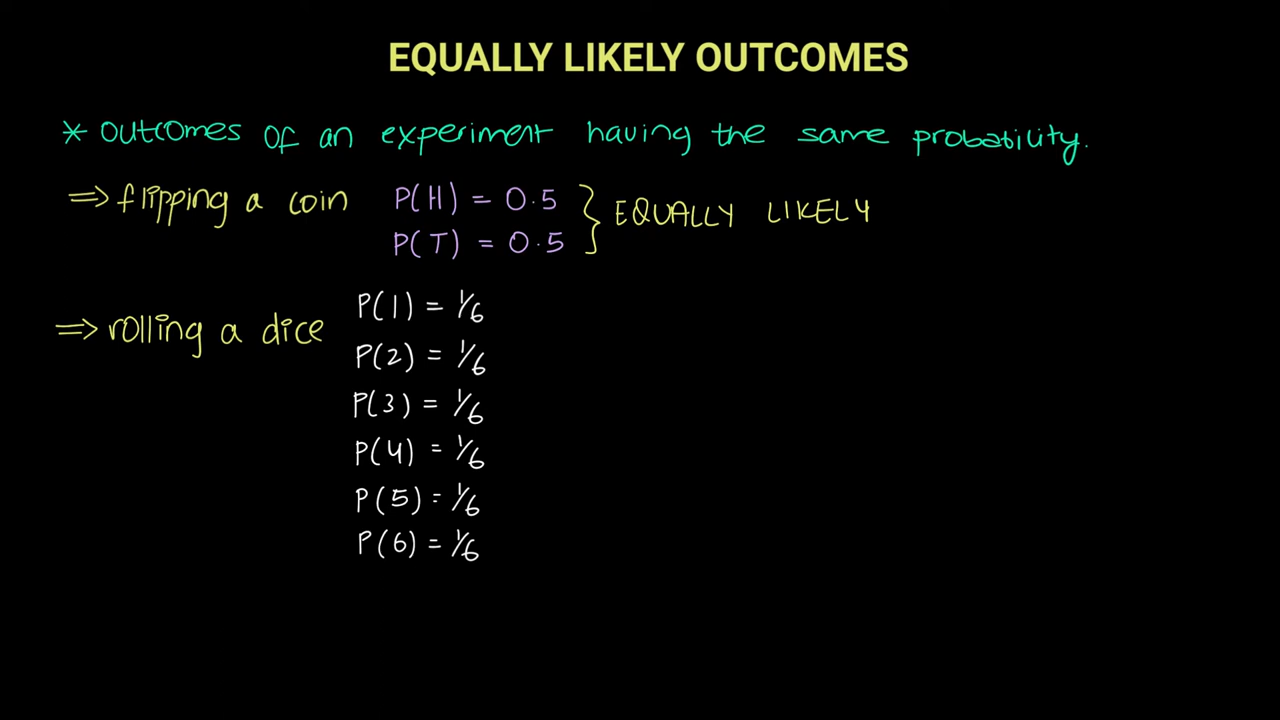 EQUALLY LIKELY OUTCOMES
* outcomes of an experiment having the same probability.
⇒ flipping a coin P(H) = 0.5 } EQUALLY LIKELY
P(T) = 0.5
⇒ rolling a dice P(1) = 1/6
P(2) = 1/6
P(3) = 1/6
P(4) = 1/6
P(5) = 1/6
P(6) = 1/6